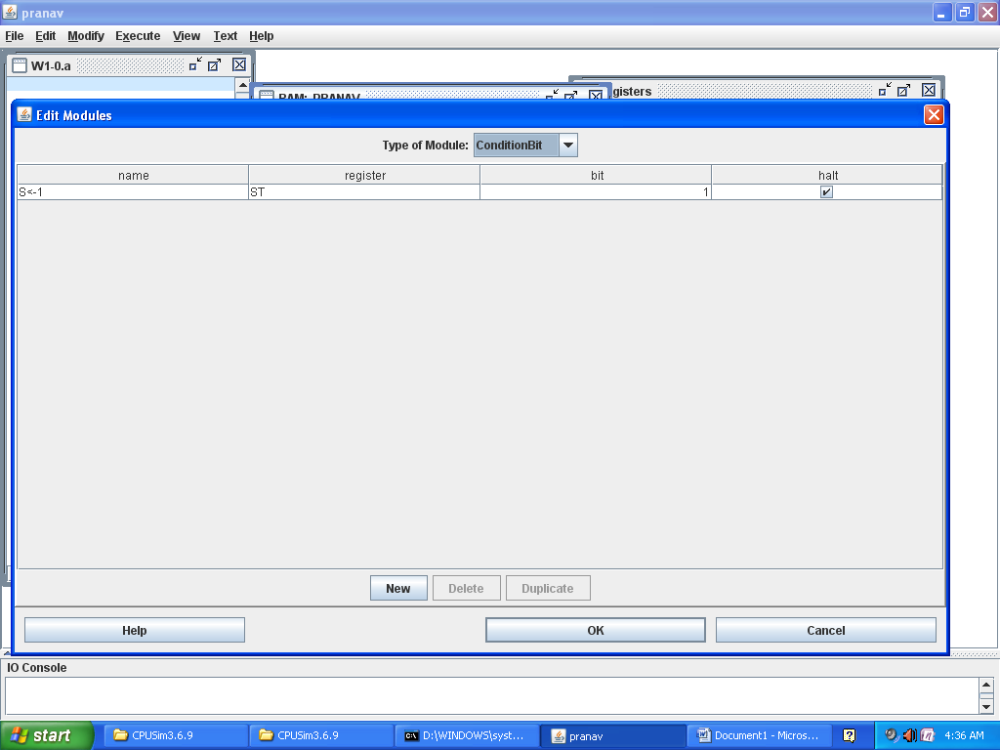 pranav
File Edit Modify Execute View Text Help
W1-0.a
RAM: PRANAV
gisters
Edit Modules
Type of Module: ConditionBit
name register bit halt
S<-1 ST 1
New Delete Duplicate
Help OK Cancel
IO Console
start CPUSim3.6.9 CPUSim3.6.9 D:\WINDOWS\syst... pranav Document1 - Micros... ? 4:36 AM